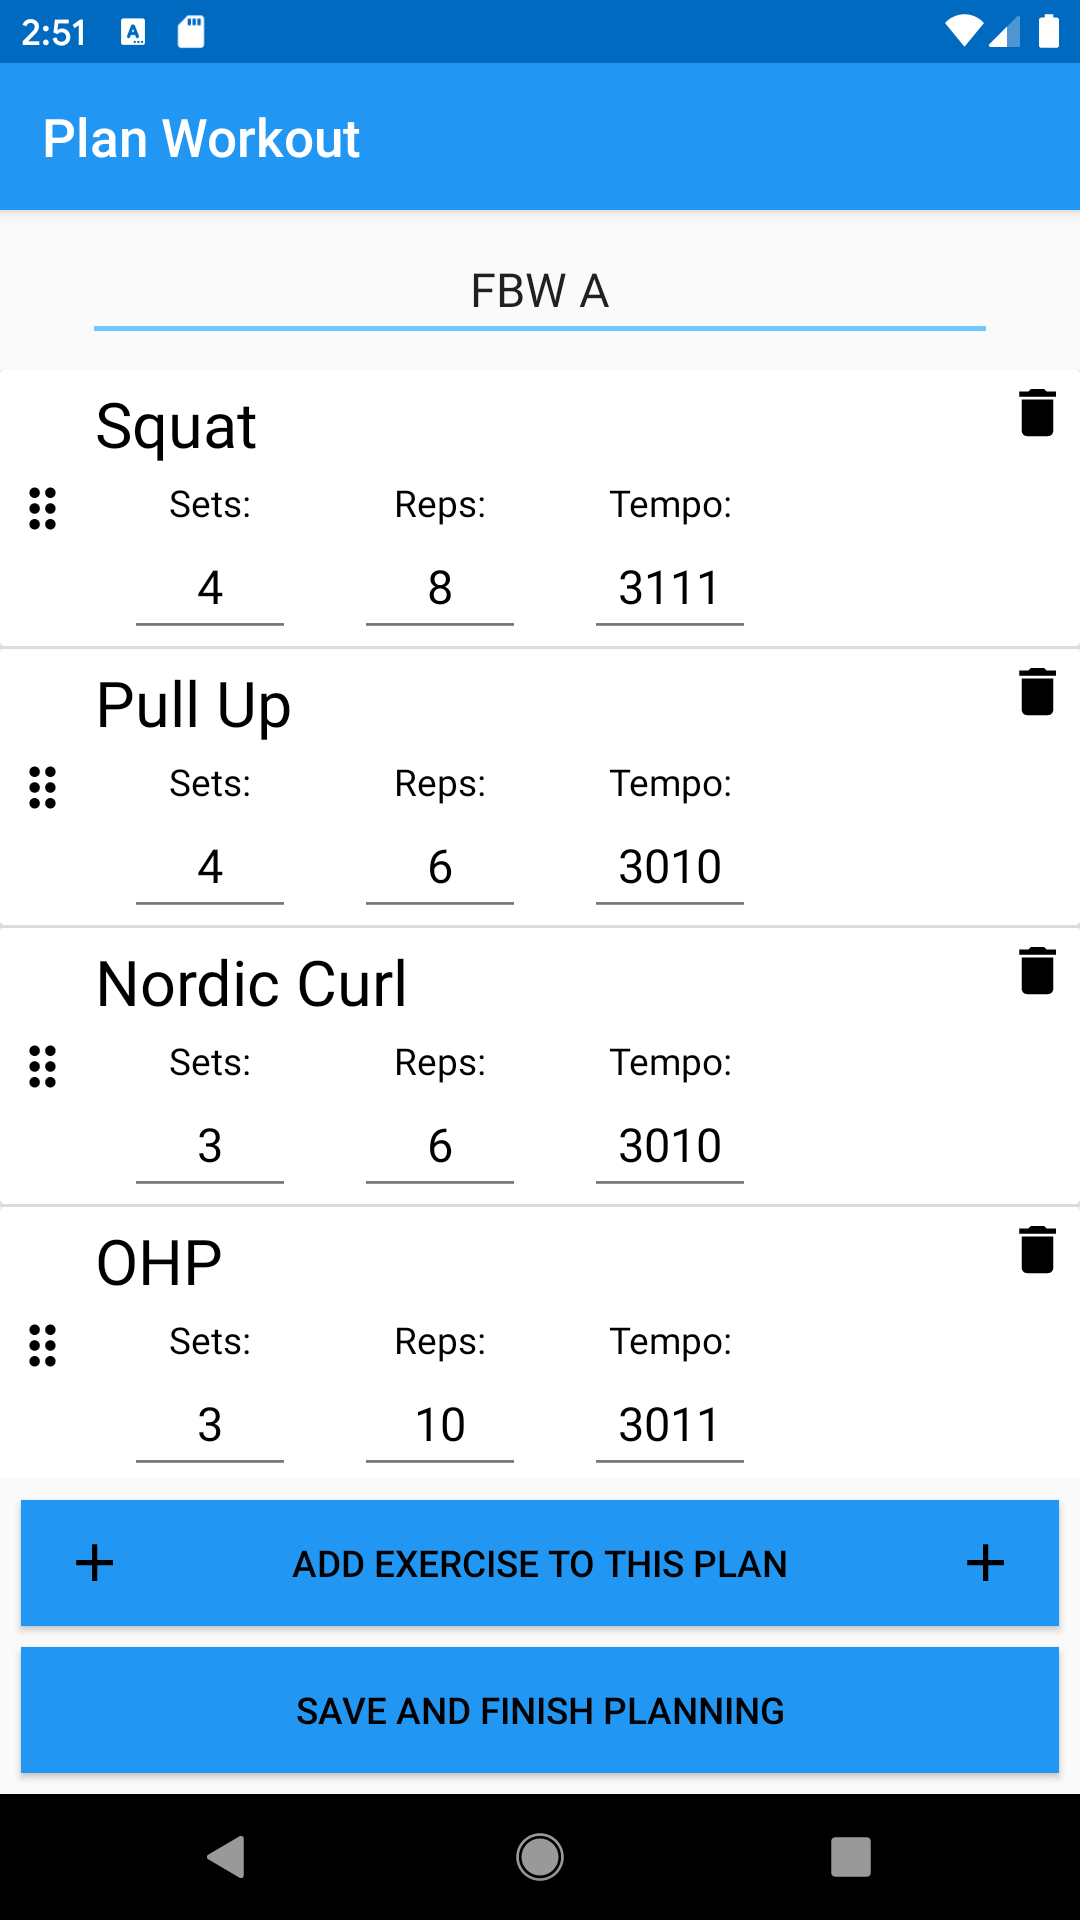 2:51
Plan Workout
FBW A
Squat
Sets: Reps: Tempo:
4 8 3111
Pull Up
Sets: Reps: Tempo:
4 6 3010
Nordic Curl
Sets: Reps: Tempo:
3 6 3010
OHP
Sets: Reps: Tempo:
3 10 3011
ADD EXERCISE TO THIS PLAN
SAVE AND FINISH PLANNING